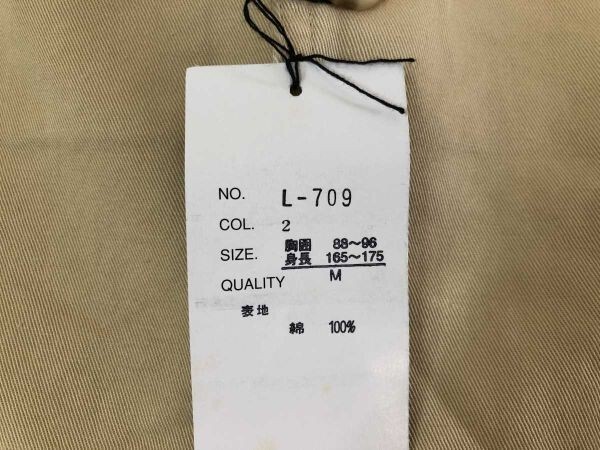 NO. L-709
COL. 2
SIZE. 胸囲 88～96
身長 165～175
QUALITY M
表地
綿 100%